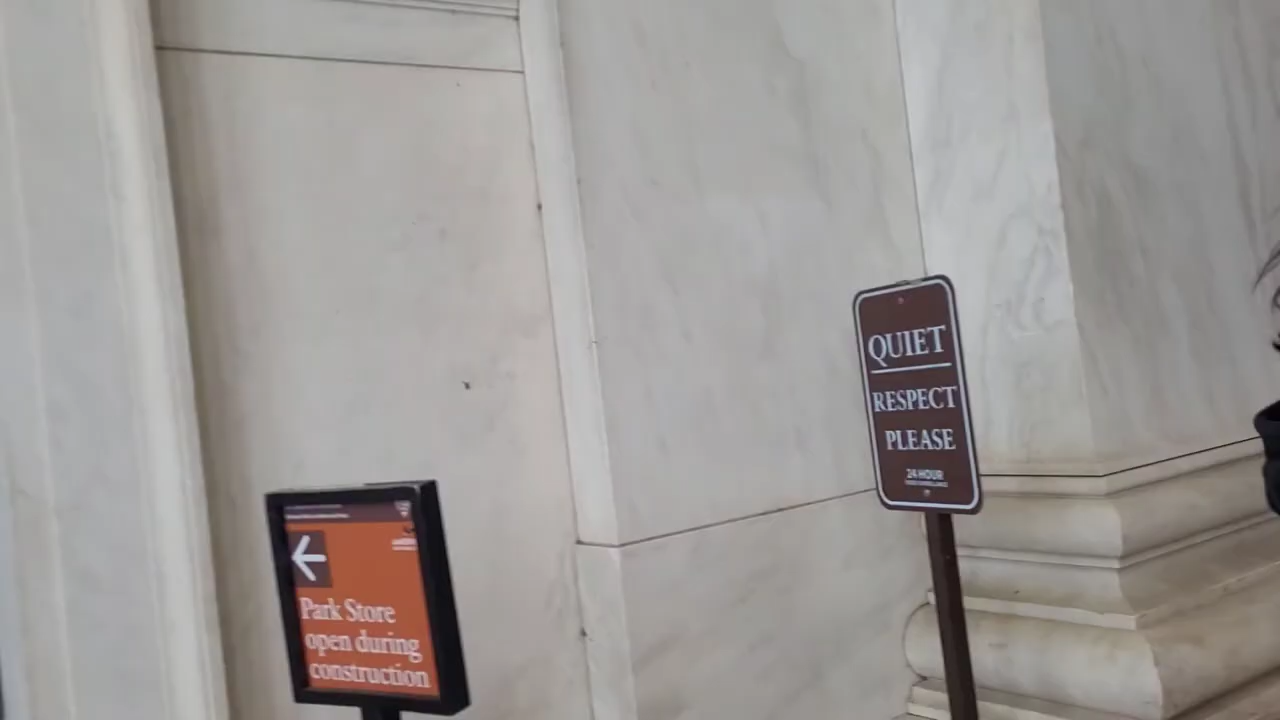 Park Store
open during
construction
QUIET
RESPECT
PLEASE
24 HOUR